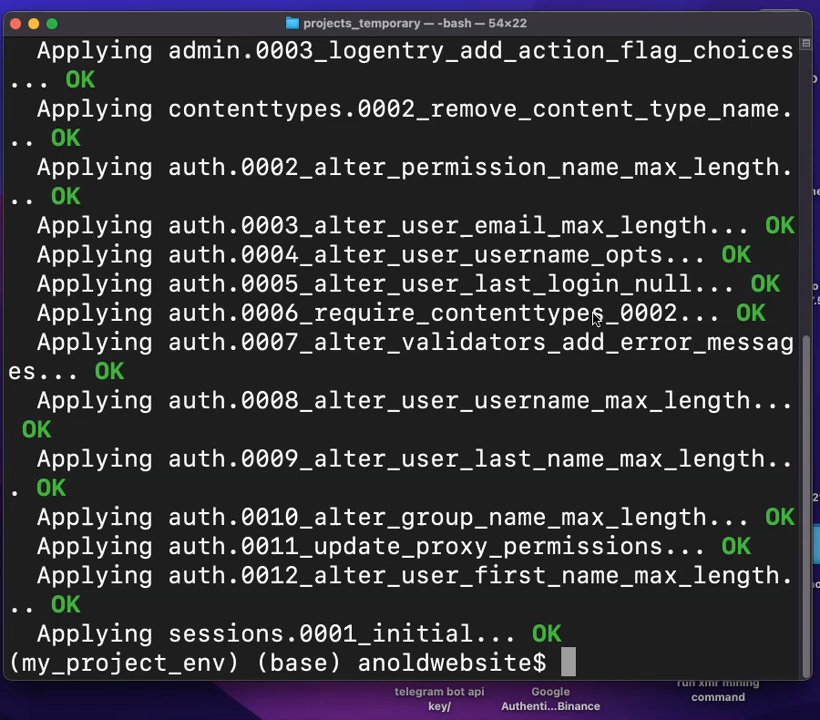 projects_temporary — -bash — 54×22
Applying admin.0003_logentry_add_action_flag_choices
... OK
Applying contenttypes.0002_remove_content_type_name.
.. OK
Applying auth.0002_alter_permission_name_max_length.
.. OK
Applying auth.0003_alter_user_email_max_length... OK
Applying auth.0004_alter_user_username_opts... OK
Applying auth.0005_alter_user_last_login_null... OK
Applying auth.0006_require_contenttypes_0002... OK
Applying auth.0007_alter_validators_add_error_messag
es... OK
Applying auth.0008_alter_user_username_max_length...
OK
Applying auth.0009_alter_user_last_name_max_length..
. OK
Applying auth.0010_alter_group_name_max_length... OK
Applying auth.0011_update_proxy_permissions... OK
Applying auth.0012_alter_user_first_name_max_length.
.. OK
Applying sessions.0001_initial... OK
(my_project_env) (base) anoldwebsite$
telegram bot api
key/
Google
Authenti...Binance
run xmr mining
command